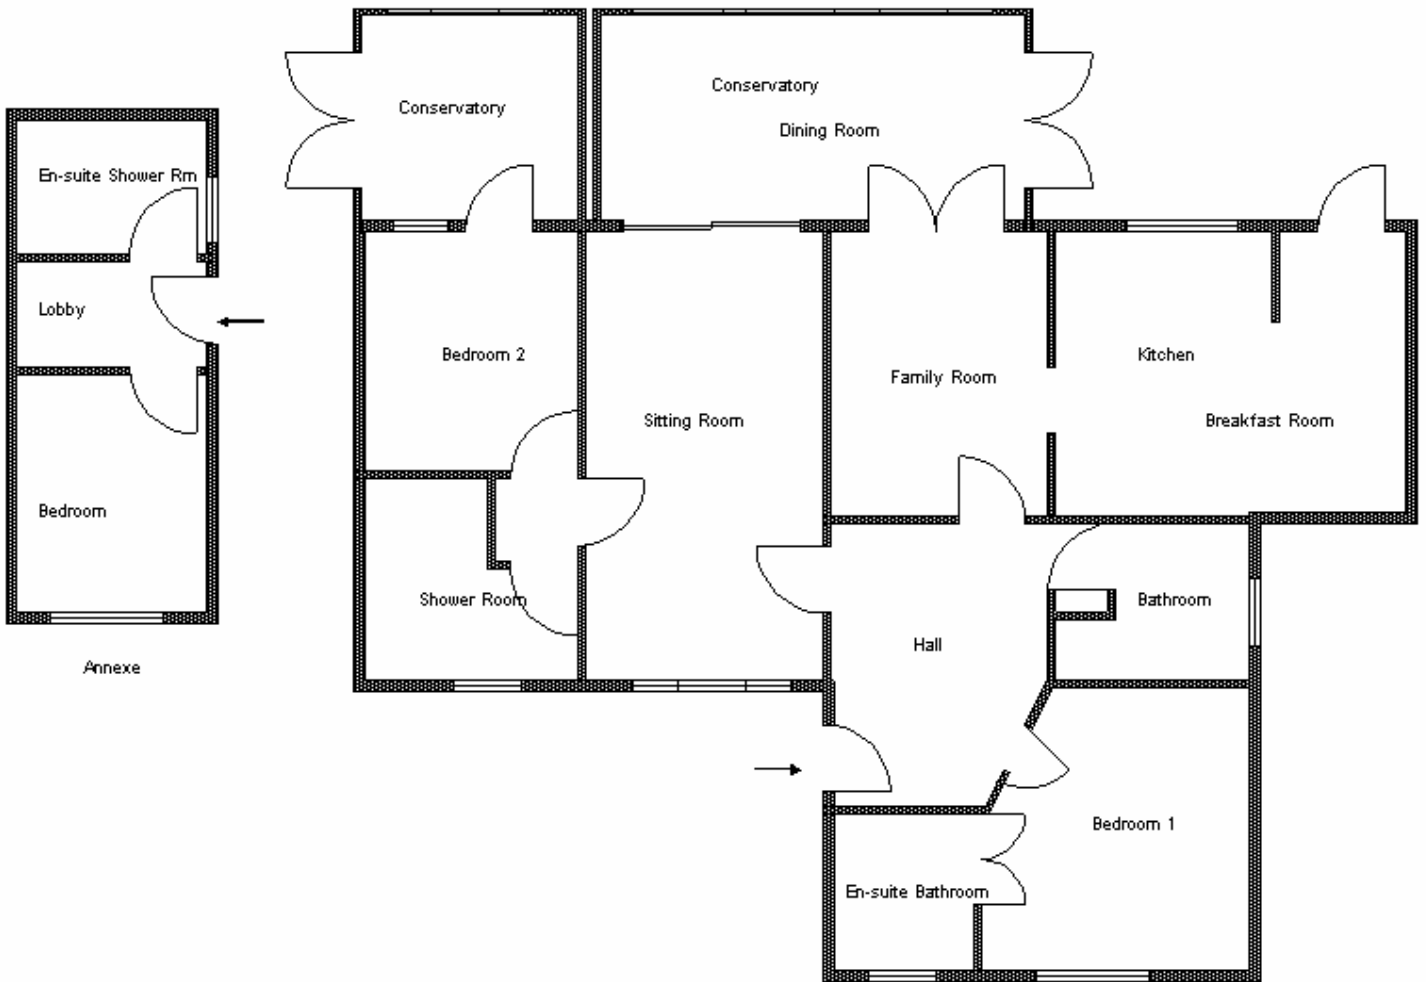 Conservatory
Conservatory
Dining Room
En-suite Shower Rm
Lobby
Bedroom 2
Kitchen
Family Room
Sitting Room
Breakfast Room
Bedroom
Shower Room
Bathroom
Hall
Annexe
Bedroom 1
En-suite Bathroom